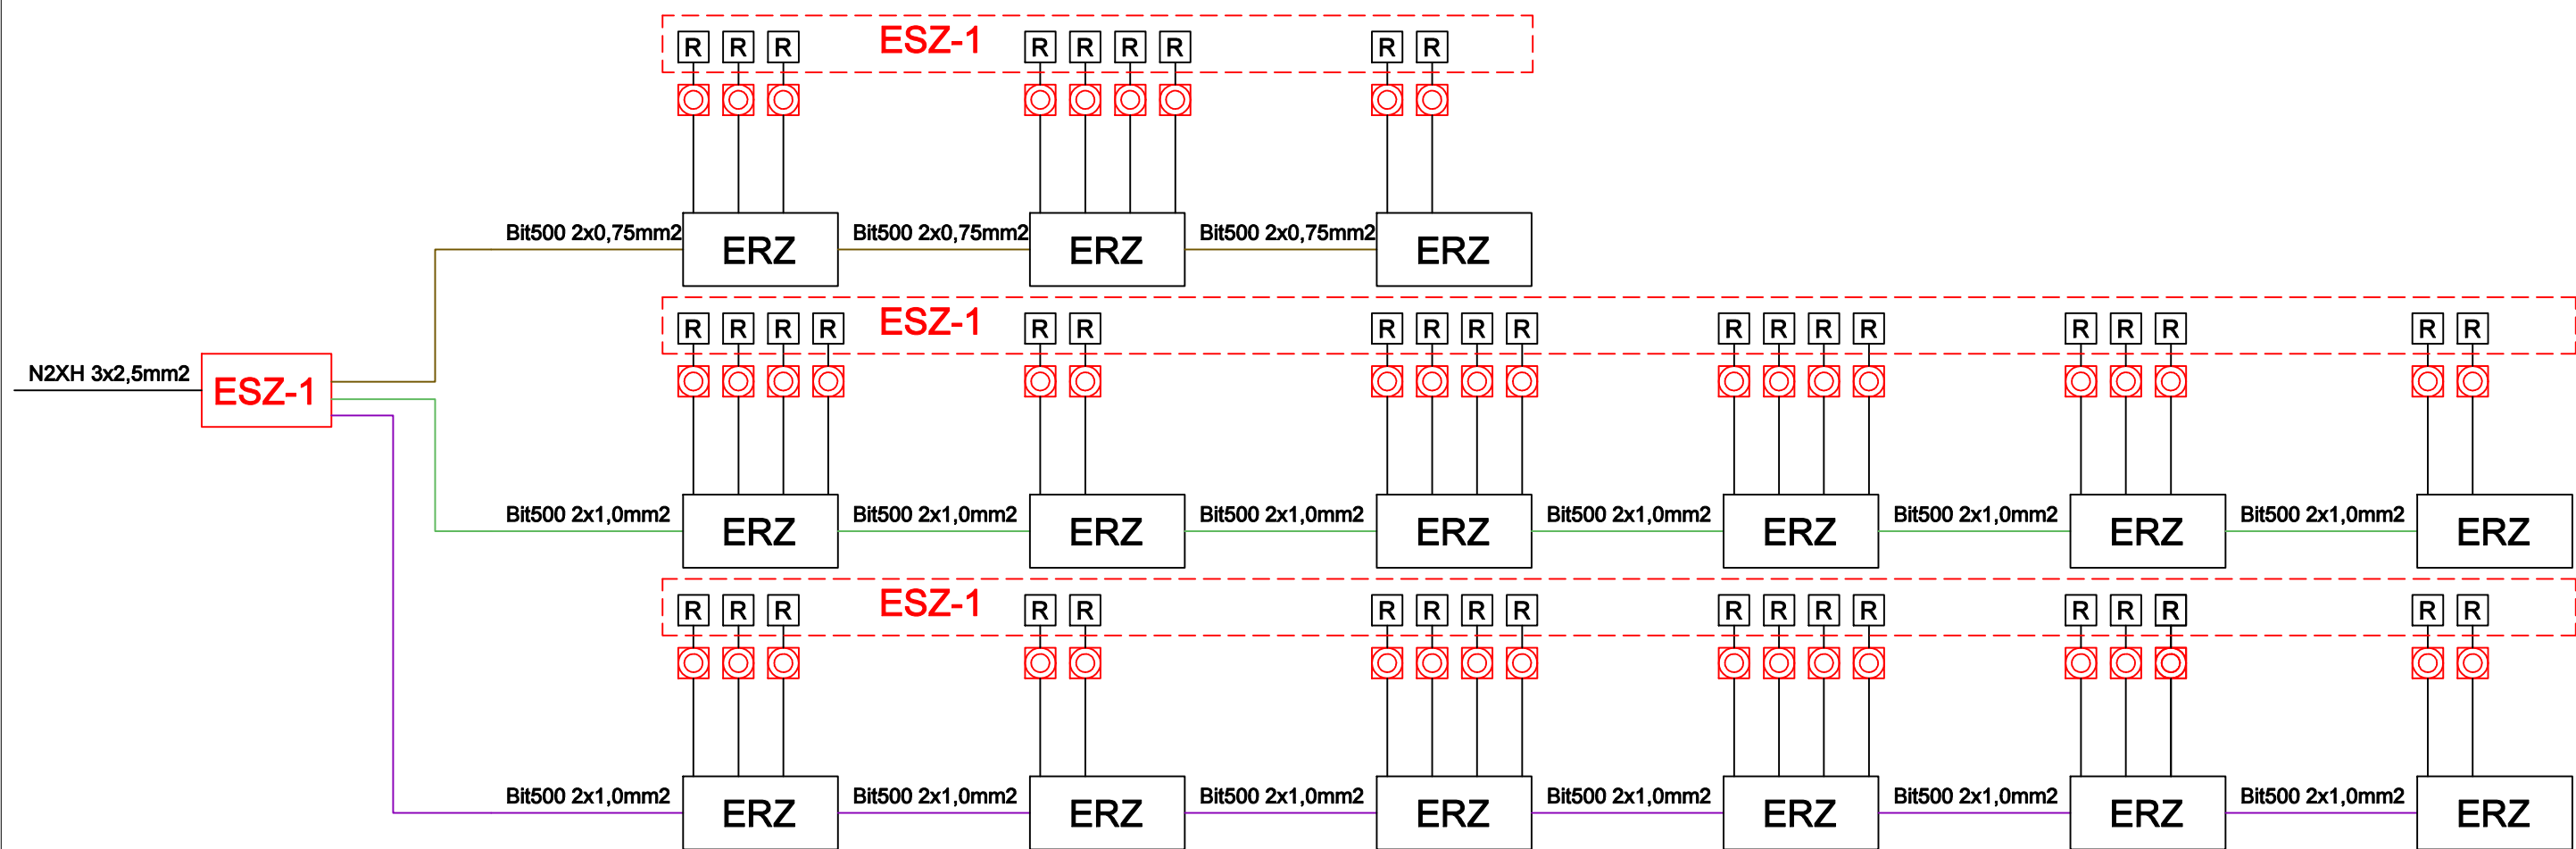 R R R ESZ-1 R R R R R R
Bit500 2x0,75mm2 Bit500 2x0,75mm2 Bit500 2x0,75mm2
ERZ ERZ ERZ
R R R R ESZ-1 R R R R R R R R R R R R R R R
N2XH 3x2,5mm2
ESZ-1
Bit500 2x1,0mm2 Bit500 2x1,0mm2 Bit500 2x1,0mm2 Bit500 2x1,0mm2 Bit500 2x1,0mm2 Bit500 2x1,0mm2
ERZ ERZ ERZ ERZ ERZ ERZ
R R R ESZ-1 R R R R R R R R R R R R R R R
Bit500 2x1,0mm2 Bit500 2x1,0mm2 Bit500 2x1,0mm2 Bit500 2x1,0mm2 Bit500 2x1,0mm2 Bit500 2x1,0mm2
ERZ ERZ ERZ ERZ ERZ ERZ